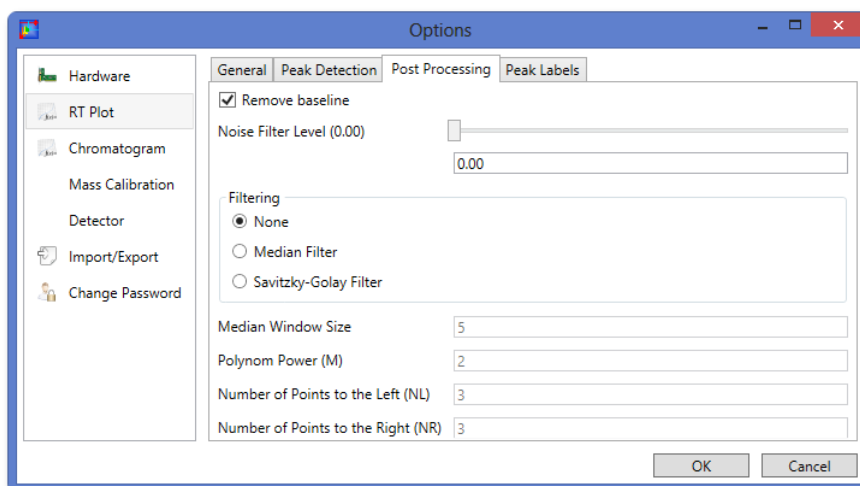 Options
Hardware
RT Plot
Chromatogram
Mass Calibration
Detector
Import/Export
Change Password
General Peak Detection Post Processing Peak Labels
Remove baseline
Noise Filter Level (0.00)
0.00
Filtering
None
Median Filter
Savitzky-Golay Filter
Median Window Size 5
Polynom Power (M) 2
Number of Points to the Left (NL) 3
Number of Points to the Right (NR) 3
OK Cancel